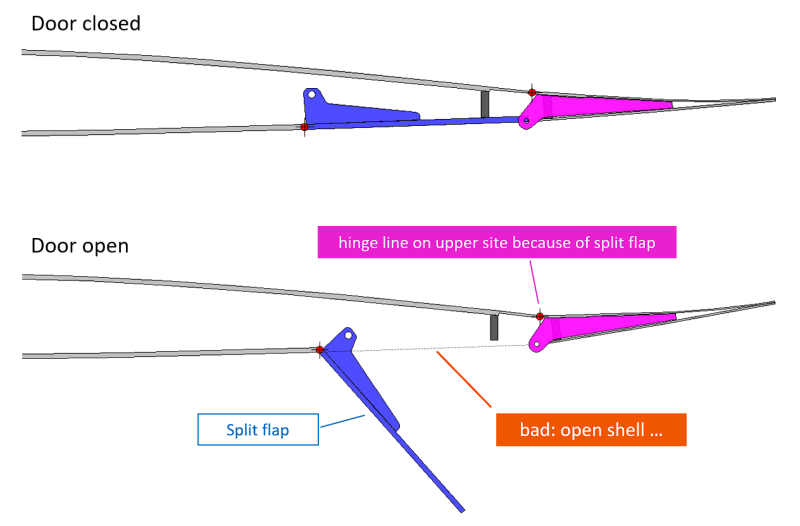 Door closed
Door open
hinge line on upper site because of split flap
Split flap
bad: open shell ...